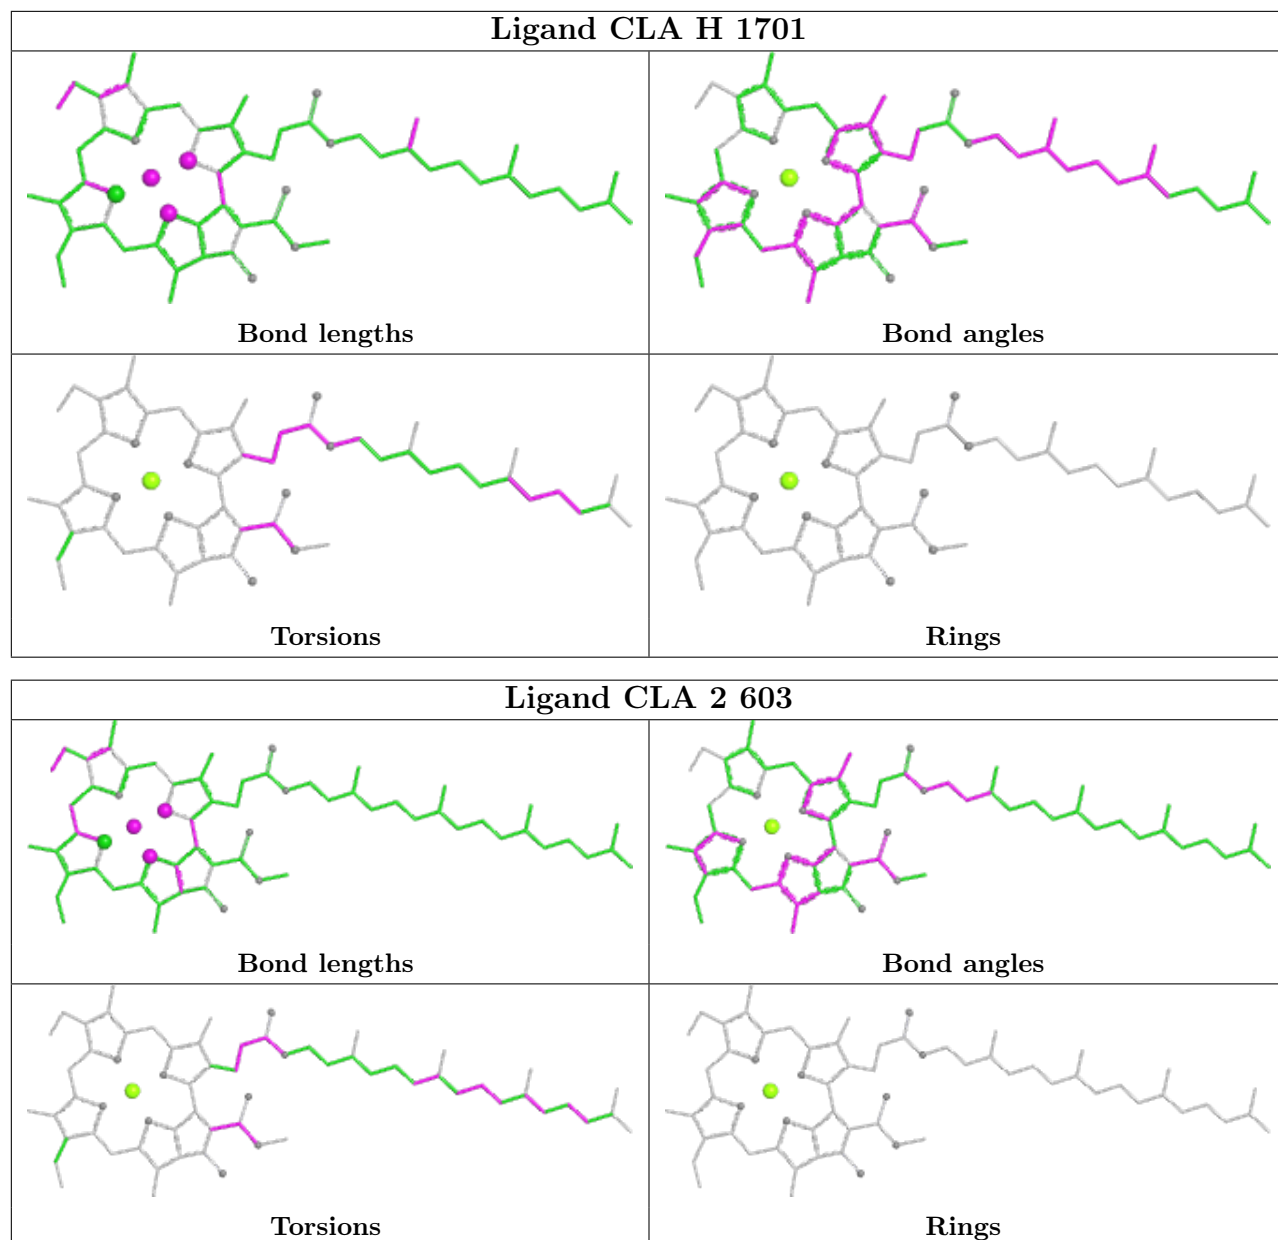 Ligand CLA H 1701
Bond lengths
Bond angles
Torsions
Rings
Ligand CLA 2 603
Bond lengths
Bond angles
Torsions
Rings